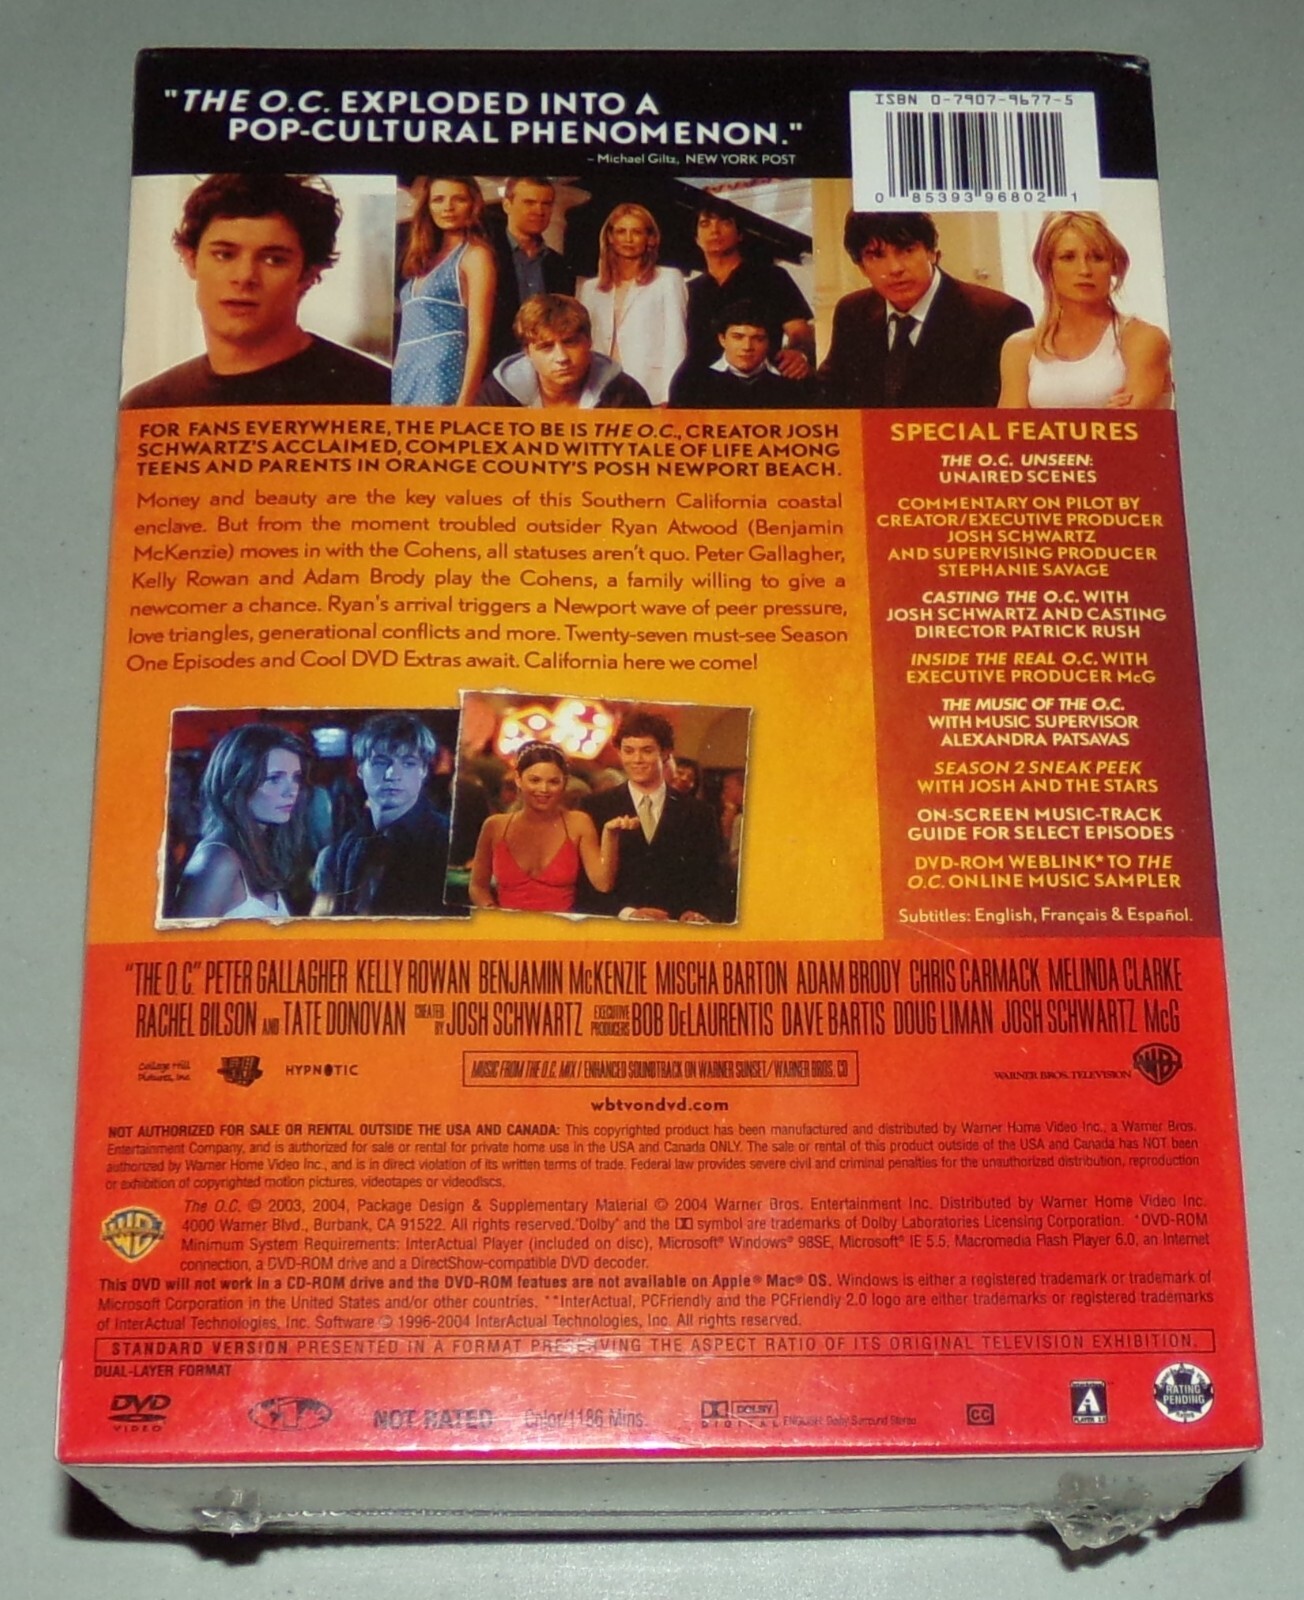 "THE O.C. EXPLODED INTO A
POP-CULTURAL PHENOMENON."
– Michael Giltz, NEW YORK POST
ISBN 0-7907-9677-5
0 85393 96802 1
FOR FANS EVERYWHERE, THE PLACE TO BE IS THE O.C., CREATOR JOSH
SCHWARTZ'S ACCLAIMED, COMPLEX AND WITTY TALE OF LIFE AMONG
TEENS AND PARENTS IN ORANGE COUNTY'S POSH NEWPORT BEACH.
Money and beauty are the key values of this Southern California coastal
enclave. But from the moment troubled outsider Ryan Atwood (Benjamin
McKenzie) moves in with the Cohens, all statuses aren't quo. Peter Gallagher,
Kelly Rowan and Adam Brody play the Cohens, a family willing to give a
newcomer a chance. Ryan's arrival triggers a Newport wave of peer pressure,
love triangles, generational conflicts and more. Twenty-seven must-see Season
One Episodes and Cool DVD Extras await. California here we come!
SPECIAL FEATURES
THE O.C. UNSEEN:
UNAIRED SCENES
COMMENTARY ON PILOT BY
CREATOR/EXECUTIVE PRODUCER
JOSH SCHWARTZ
AND SUPERVISING PRODUCER
STEPHANIE SAVAGE
CASTING THE O.C. WITH
JOSH SCHWARTZ AND CASTING
DIRECTOR PATRICK RUSH
INSIDE THE REAL O.C. WITH
EXECUTIVE PRODUCER McG
THE MUSIC OF THE O.C.
WITH MUSIC SUPERVISOR
ALEXANDRA PATSAVAS
SEASON 2 SNEAK PEEK
WITH JOSH AND THE STARS
ON-SCREEN MUSIC-TRACK
GUIDE FOR SELECT EPISODES
DVD-ROM WEBLINK* TO THE
O.C. ONLINE MUSIC SAMPLER
Subtitles: English, Français & Español.
"THE O.C." PETER GALLAGHER KELLY ROWAN BENJAMIN McKENZIE MISCHA BARTON ADAM BRODY CHRIS CARMACK MELINDA CLARKE
RACHEL BILSON AND TATE DONOVAN CREATED BY JOSH SCHWARTZ EXECUTIVE PRODUCERS BOB DeLAURENTIS DAVE BARTIS DOUG LIMAN JOSH SCHWARTZ McG
College Hill
Pictures, Inc.
HYPNOTIC
MUSIC FROM THE O.C. MIX 1 ENHANCED SOUNDTRACK ON WARNER SUNSET/WARNER BROS. CD
WARNER BROS. TELEVISION
wbtvondvd.com
NOT AUTHORIZED FOR SALE OR RENTAL OUTSIDE THE USA AND CANADA: This copyrighted product has been manufactured and distributed by Warner Home Video Inc., a Warner Bros.
Entertainment Company, and is authorized for sale or rental for private home use in the USA and Canada ONLY. The sale or rental of this product outside of the USA and Canada has NOT been
authorized by Warner Home Video Inc., and is in direct violation of its written terms of trade. Federal law provides severe civil and criminal penalties for the unauthorized distribution, reproduction
or exhibition of copyrighted motion pictures, videotapes or videodiscs.
The O.C. © 2003, 2004, Package Design & Supplementary Material © 2004 Warner Bros. Entertainment Inc. Distributed by Warner Home Video Inc.
4000 Warner Blvd., Burbank, CA 91522. All rights reserved. "Dolby" and the DD symbol are trademarks of Dolby Laboratories Licensing Corporation. *DVD-ROM
Minimum System Requirements: InterActual Player (included on disc), Microsoft® Windows® 98SE, Microsoft® IE 5.5, Macromedia Flash Player 6.0, an Internet
connection, a DVD-ROM drive and a DirectShow-compatible DVD decoder.
This DVD will not work in a CD-ROM drive and the DVD-ROM featues are not available on Apple® Mac® OS. Windows is either a registered trademark or trademark of
Microsoft Corporation in the United States and/or other countries. **InterActual, PCFriendly and the PCFriendly 2.0 logo are either trademarks or registered trademarks
of InterActual Technologies, Inc. Software © 1996-2004 InterActual Technologies, Inc. All rights reserved.
STANDARD VERSION PRESENTED IN A FORMAT PRESERVING THE ASPECT RATIO OF ITS ORIGINAL TELEVISION EXHIBITION.
DUAL-LAYER FORMAT
DVD
VIDEO
1
NOT RATED
Color/1186 Mins.
DOLBY
DIGITAL
ENGLISH: Dolby Surround Stereo
CC
A
PLAYER 2.0
RATING
PENDING